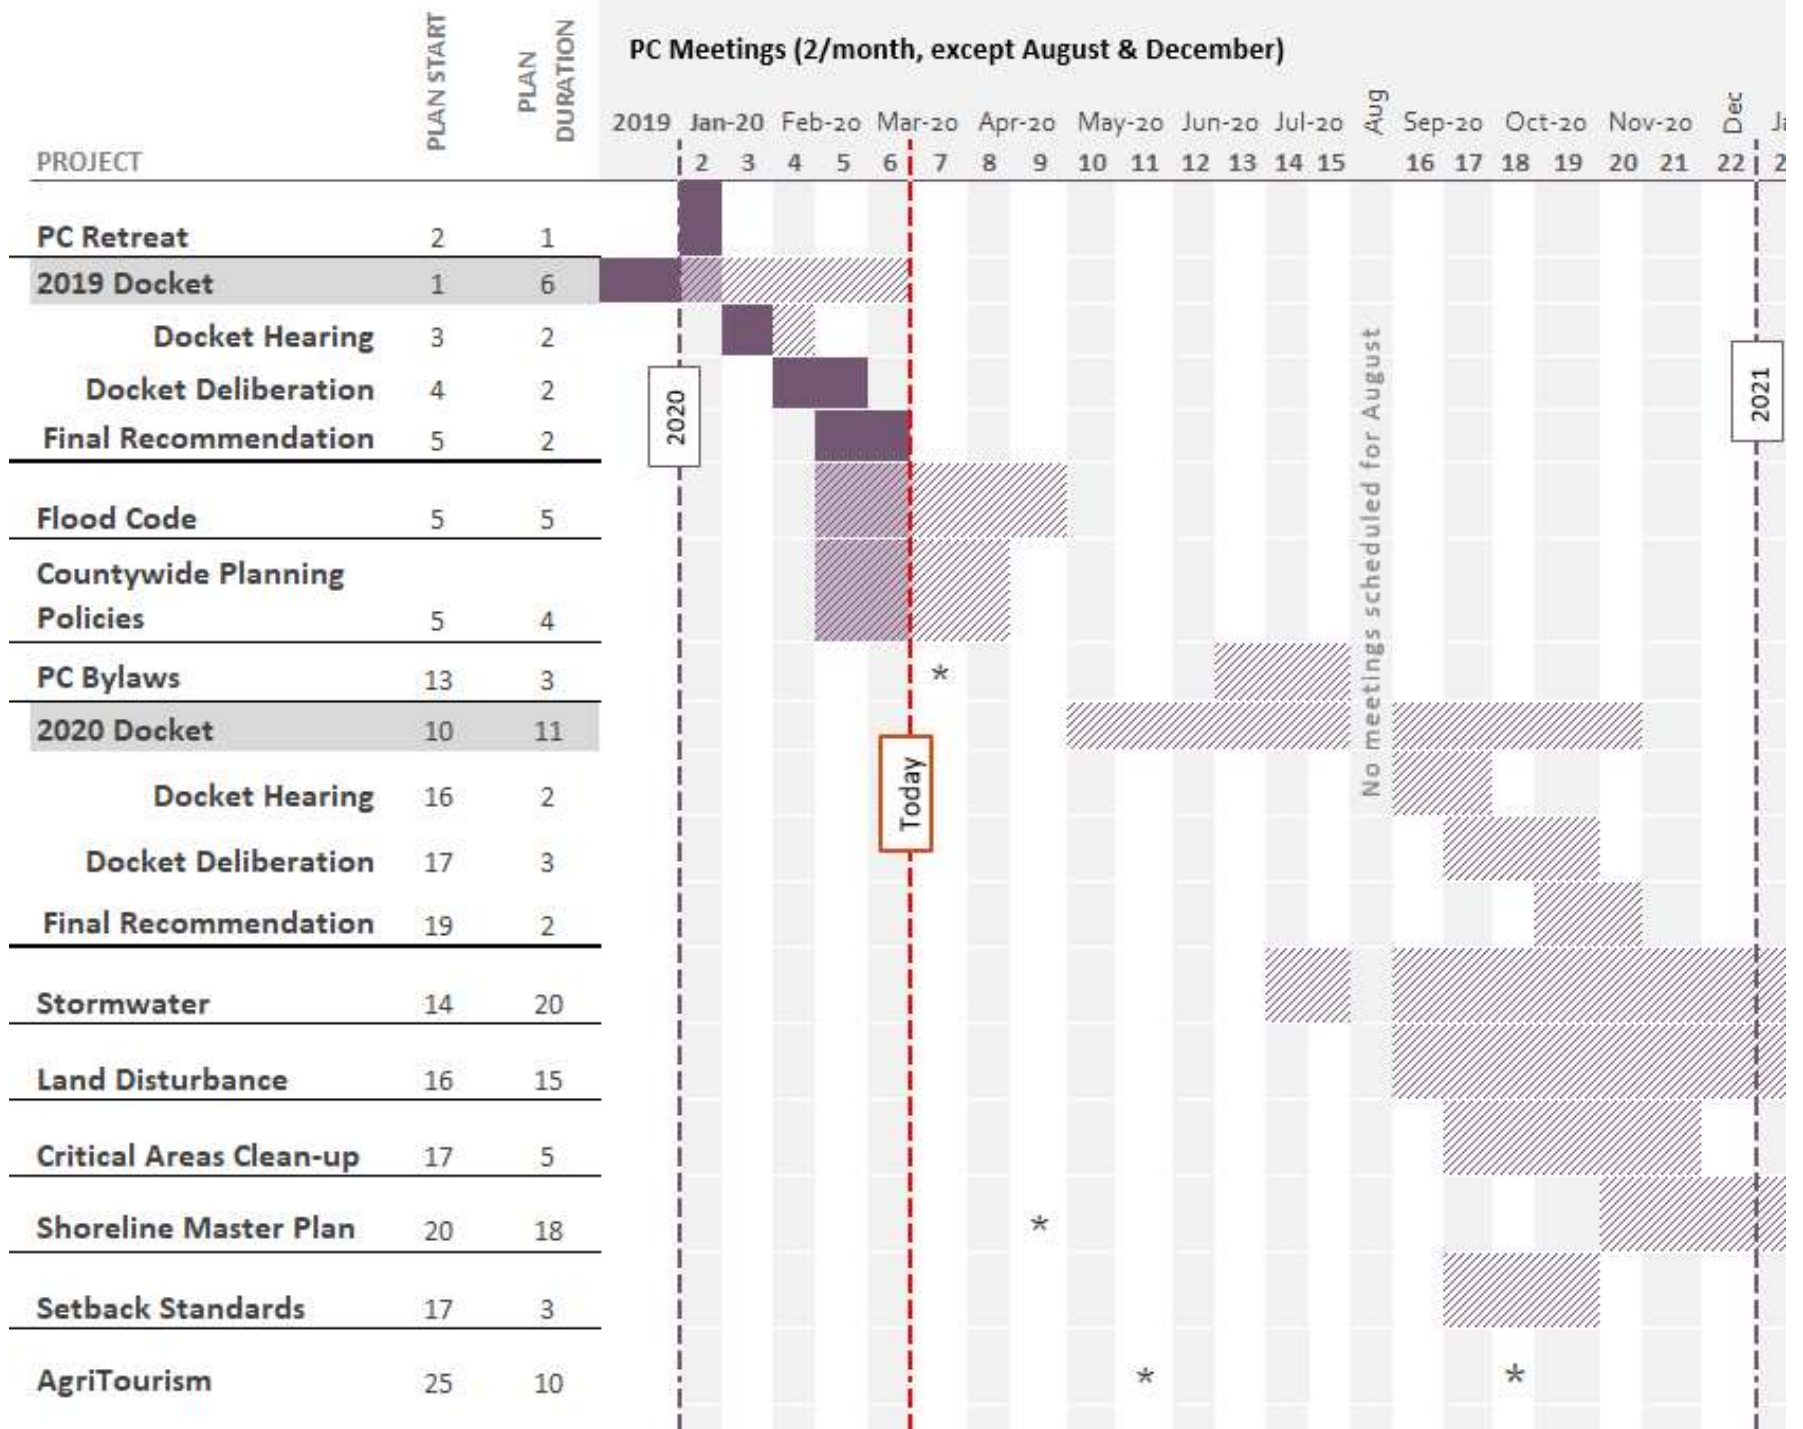 PC Meetings (2/month, except August & December)
PROJECT PLAN START PLAN DURATION
2019 Jan-20 Feb-20 Mar-20 Apr-20 May-20 Jun-20 Jul-20 Aug Sep-20 Oct-20 Nov-20 Dec
2 3 4 5 6 7 8 9 10 11 12 13 14 15 16 17 18 19 20 21 22
PC Retreat 2 1
2019 Docket 1 6
Docket Hearing 3 2
Docket Deliberation 4 2
Final Recommendation 5 2
2020
2021
Flood Code 5 5
Countywide Planning
Policies 5 4
PC Bylaws 13 3 *
No meetings scheduled for August
2020 Docket 10 11
Today
Docket Hearing 16 2
Docket Deliberation 17 3
Final Recommendation 19 2
Stormwater 14 20
Land Disturbance 16 15
Critical Areas Clean-up 17 5
Shoreline Master Plan 20 18 *
Setback Standards 17 3
AgriTourism 25 10 * *